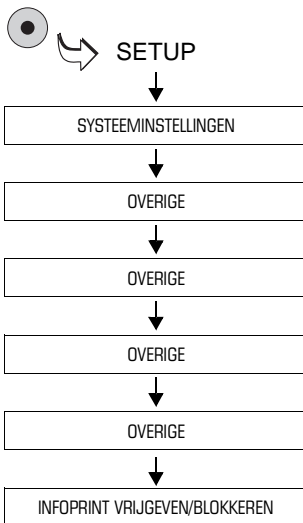 SETUP
SYSTEEMINSTELLINGEN
OVERIGE
OVERIGE
OVERIGE
OVERIGE
INFOPRINT VRIJGEVEN/BLOKKEREN